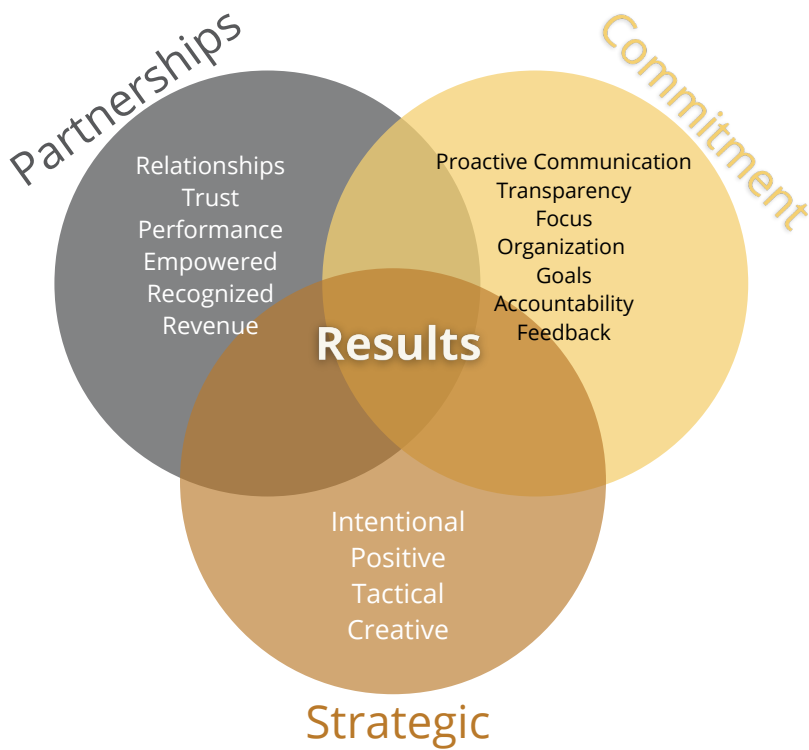 Partnerships
Relationships
Trust
Performance
Empowered
Recognized
Revenue
Commitment
Proactive Communication
Transparency
Focus
Organization
Goals
Accountability
Feedback
Results
Intentional
Positive
Tactical
Creative
Strategic